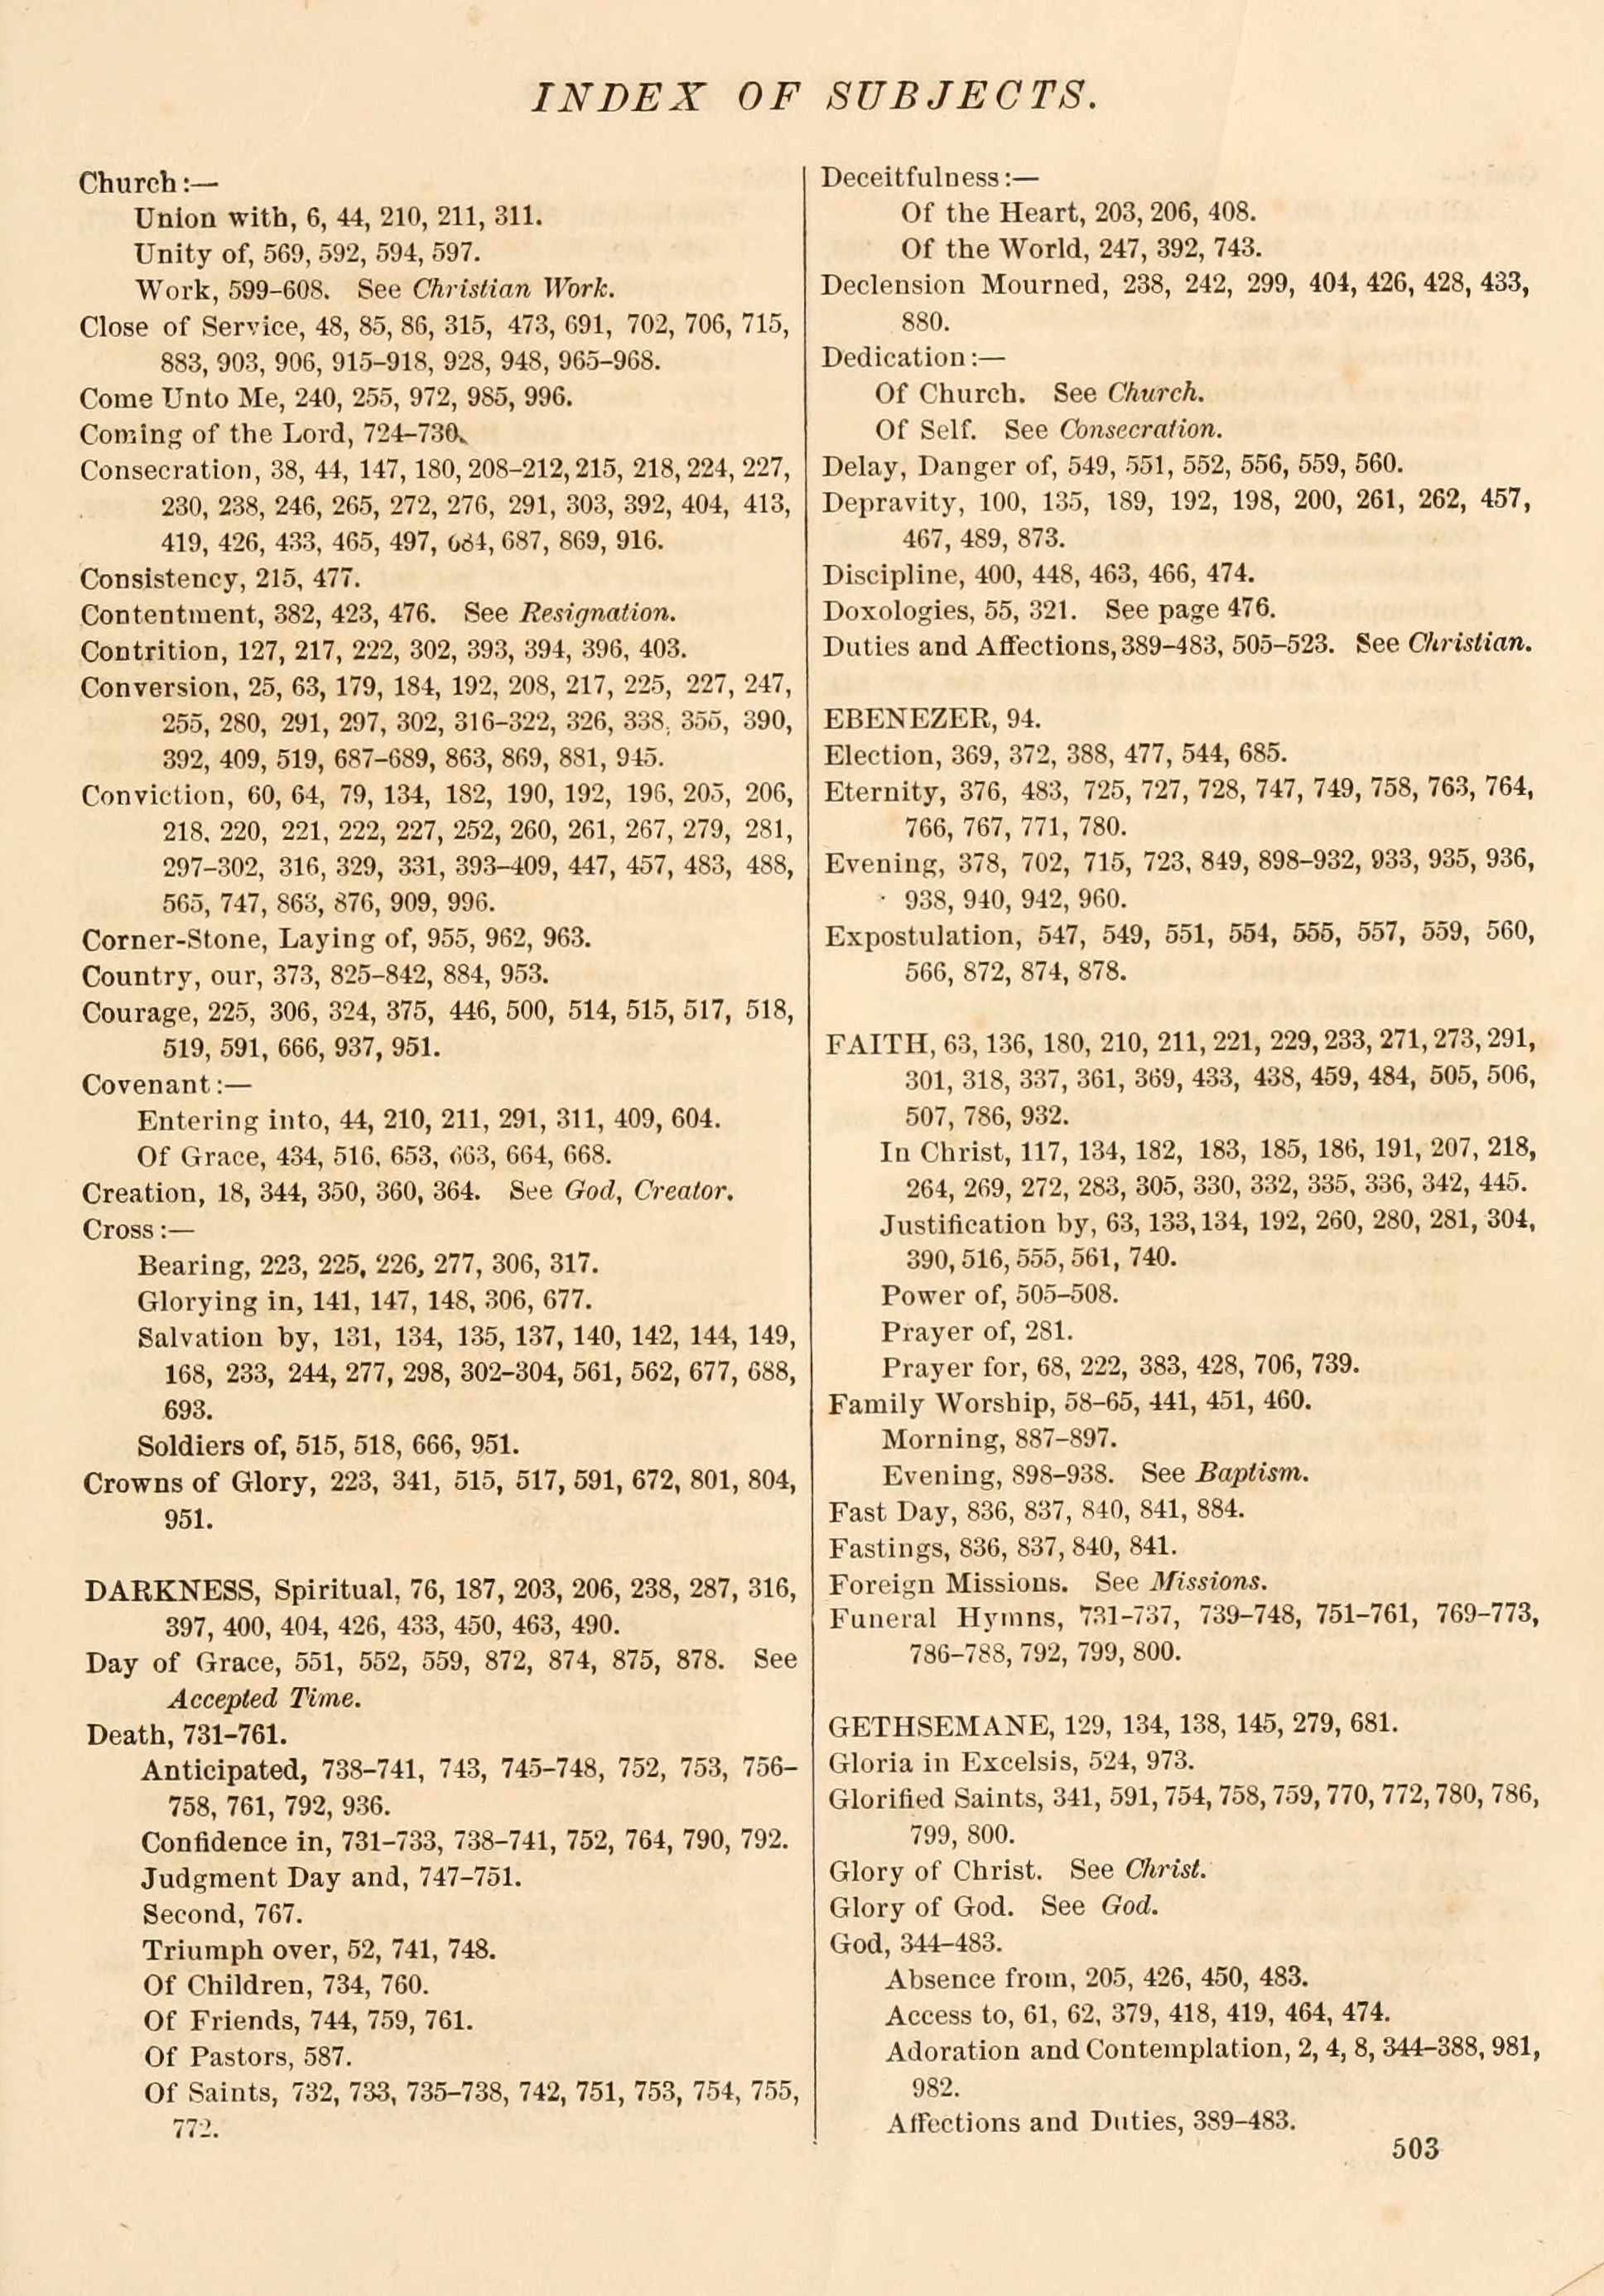 INDEX OF SUBJECTS.
Church:—
Union with, 6, 44, 210, 211, 311.
Unity of, 569, 592, 594, 597.
Work, 599-608. See Christian Work.
Close of Service, 48, 85, 86, 315, 473, 691, 702, 706, 715,
883, 903, 906, 915-918, 928, 948, 965-968.
Come Unto Me, 240, 255, 972, 985, 996.
Coming of the Lord, 724-730.
Consecration, 38, 44, 147, 180, 208-212, 215, 218, 224, 227,
230, 238, 246, 265, 272, 276, 291, 303, 392, 404, 413,
419, 426, 433, 465, 497, 684, 687, 869, 916.
Consistency, 215, 477.
Contentment, 382, 423, 476. See Resignation.
Contrition, 127, 217, 222, 302, 393, 394, 396, 403.
Conversion, 25, 63, 179, 184, 192, 208, 217, 225, 227, 247,
255, 280, 291, 297, 302, 316-322, 326, 338, 355, 390,
392, 409, 519, 687-689, 863, 869, 881, 945.
Conviction, 60, 64, 79, 134, 182, 190, 192, 196, 205, 206,
218, 220, 221, 222, 227, 252, 260, 261, 267, 279, 281,
297-302, 316, 329, 331, 393-409, 447, 457, 483, 488,
565, 747, 863, 876, 909, 996.
Corner-Stone, Laying of, 955, 962, 963.
Country, our, 373, 825-842, 884, 953.
Courage, 225, 306, 324, 375, 446, 500, 514, 515, 517, 518,
519, 591, 666, 937, 951.
Covenant:—
Entering into, 44, 210, 211, 291, 311, 409, 604.
Of Grace, 434, 516, 653, 663, 664, 668.
Creation, 18, 344, 350, 360, 364. See God, Creator.
Cross:—
Bearing, 223, 225, 226, 277, 306, 317.
Glorying in, 141, 147, 148, 306, 677.
Salvation by, 131, 134, 135, 137, 140, 142, 144, 149,
168, 233, 244, 277, 298, 302-304, 561, 562, 677, 688,
693.
Soldiers of, 515, 518, 666, 951.
Crowns of Glory, 223, 341, 515, 517, 591, 672, 801, 804,
951.
DARKNESS, Spiritual, 76, 187, 203, 206, 238, 287, 316,
397, 400, 404, 426, 433, 450, 463, 490.
Day of Grace, 551, 552, 559, 872, 874, 875, 878. See
Accepted Time.
Death, 731-761.
Anticipated, 738-741, 743, 745-748, 752, 753, 756-
758, 761, 792, 936.
Confidence in, 731-733, 738-741, 752, 764, 790, 792.
Judgment Day and, 747-751.
Second, 767.
Triumph over, 52, 741, 748.
Of Children, 734, 760.
Of Friends, 744, 759, 761.
Of Pastors, 587.
Of Saints, 732, 733, 735-738, 742, 751, 753, 754, 755,
772.
Deceitfulness:—
Of the Heart, 203, 206, 408.
Of the World, 247, 392, 743.
Declension Mourned, 238, 242, 299, 404, 426, 428, 433,
880.
Dedication:—
Of Church. See Church.
Of Self. See Consecration.
Delay, Danger of, 549, 551, 552, 556, 559, 560.
Depravity, 100, 135, 189, 192, 198, 200, 261, 262, 457,
467, 489, 873.
Discipline, 400, 448, 463, 466, 474.
Doxologies, 55, 321. See page 476.
Duties and Affections, 389-483, 505-523. See Christian.
EBENEZER, 94.
Election, 369, 372, 388, 477, 544, 685.
Eternity, 376, 483, 725, 727, 728, 747, 749, 758, 763, 764,
766, 767, 771, 780.
Evening, 378, 702, 715, 723, 849, 898-932, 933, 935, 936,
938, 940, 942, 960.
Expostulation, 547, 549, 551, 554, 555, 557, 559, 560,
566, 872, 874, 878.
FAITH, 63, 136, 180, 210, 211, 221, 229, 233, 271, 273, 291,
301, 318, 337, 361, 369, 433, 438, 459, 484, 505, 506,
507, 786, 932.
In Christ, 117, 134, 182, 183, 185, 186, 191, 207, 218,
264, 269, 272, 283, 305, 330, 332, 335, 336, 342, 445.
Justification by, 63, 133, 134, 192, 260, 280, 281, 304,
390, 516, 555, 561, 740.
Power of, 505-508.
Prayer of, 281.
Prayer for, 68, 222, 383, 428, 706, 739.
Family Worship, 58-65, 441, 451, 460.
Morning, 887-897.
Evening, 898-938. See Baptism.
Fast Day, 836, 837, 840, 841, 884.
Fastings, 836, 837, 840, 841.
Foreign Missions. See Missions.
Funeral Hymns, 731-737, 739-748, 751-761, 769-773,
786-788, 792, 799, 800.
GETHSEMANE, 129, 134, 138, 145, 279, 681.
Gloria in Excelsis, 524, 973.
Glorified Saints, 341, 591, 754, 758, 759, 770, 772, 780, 786,
799, 800.
Glory of Christ. See Christ.
Glory of God. See God.
God, 344-483.
Absence from, 205, 426, 450, 483.
Access to, 61, 62, 379, 418, 419, 464, 474.
Adoration and Contemplation, 2, 4, 8, 344-388, 981,
982.
Affections and Duties, 389-483.
503